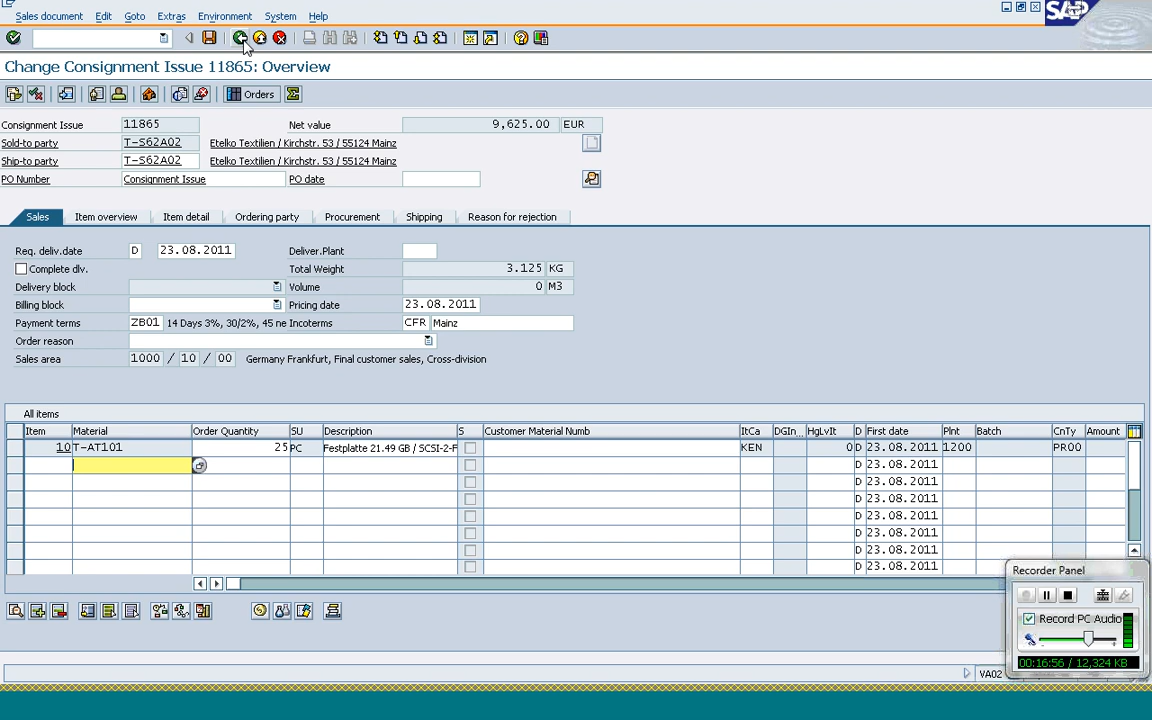 Sales document Edit Goto Extras Environment System Help
SAP
Change Consignment Issue 11865: Overview
Orders
Consignment Issue 11865 Net value 9,625.00 EUR
Sold-to party T-S62A02 Etelko Textilien / Kirchstr. 53 / 55124 Mainz
Ship-to party T-S62A02 Etelko Textilien / Kirchstr. 53 / 55124 Mainz
PO Number Consignment Issue PO date
Sales Item overview Item detail Ordering party Procurement Shipping Reason for rejection
Req. deliv.date D 23.08.2011 Deliver.Plant
Complete dlv. Total Weight 3.125 KG
Delivery block Volume 0 M3
Billing block Pricing date 23.08.2011
Payment terms ZB01 14 Days 3%, 30/2%, 45 ne Incoterms CFR Mainz
Order reason
Sales area 1000 / 10 / 00 Germany Frankfurt, Final customer sales, Cross-division
All items
Item Material Order Quantity SU Description S Customer Material Numb ItCa DGIn... HgLvIt D First date Plnt Batch CnTy Amount
10 T-AT101 25 PC Festplatte 21.49 GB / SCSI-2-F KEN 0 D 23.08.2011 1200 PR00
D 23.08.2011
D 23.08.2011
D 23.08.2011
D 23.08.2011
D 23.08.2011
D 23.08.2011
D 23.08.2011
Recorder Panel
Record PC Audio
00:16:56 / 12,324 KB
VA02